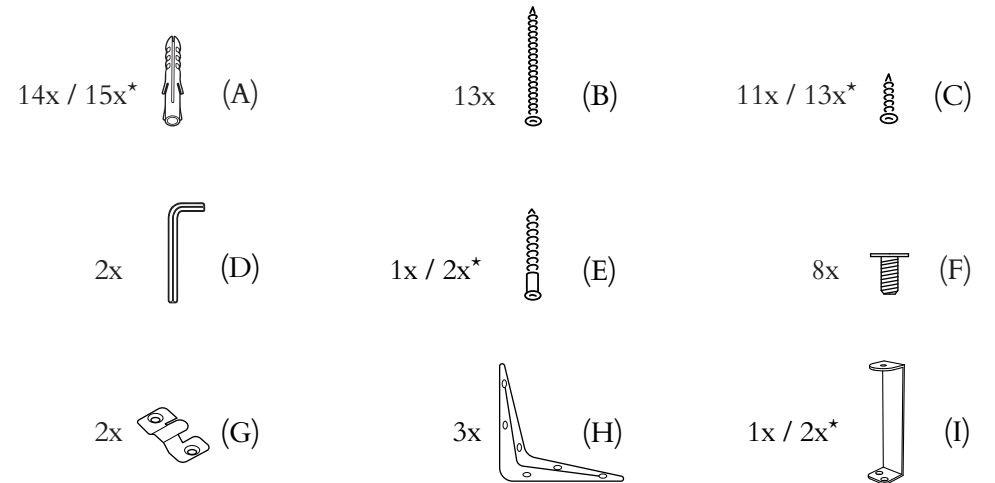 14x / 15x* (A)
13x (B)
11x / 13x* (C)
2x (D)
1x / 2x* (E)
8x (F)
2x (G)
3x (H)
1x / 2x* (I)